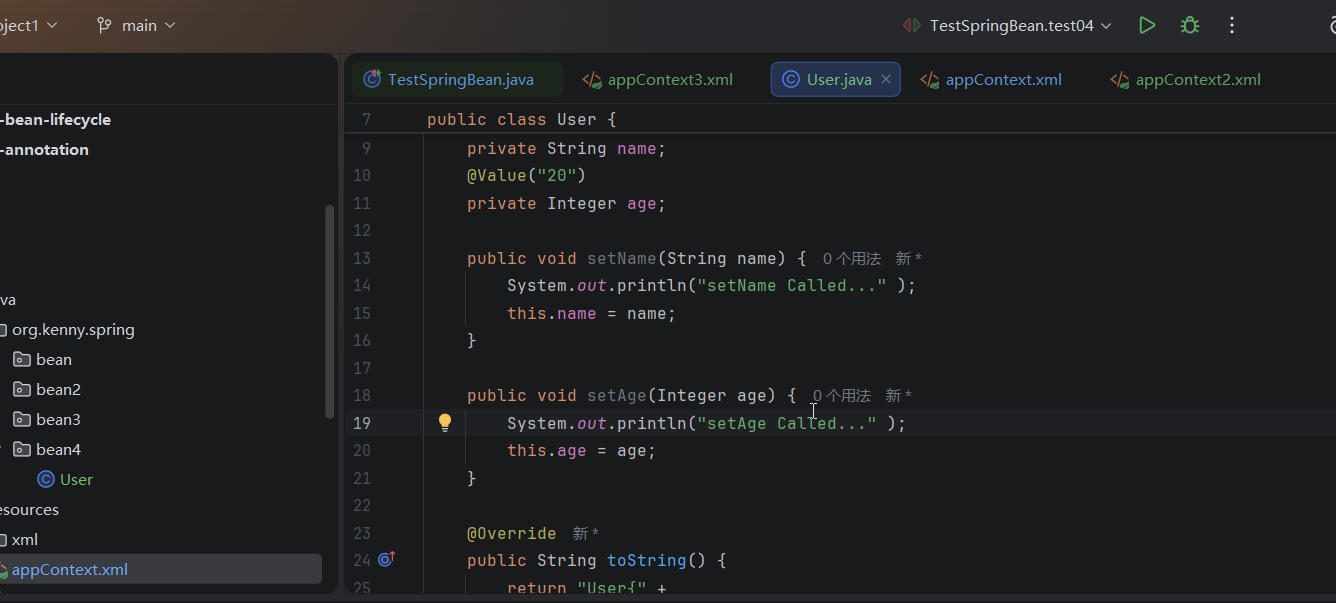 oject1 main TestSpringBean.test04
TestSpringBean.java appContext3.xml User.java appContext.xml appContext2.xml
-bean-lifecycle
-annotation
va
org.kenny.spring
bean
bean2
bean3
bean4
User
esources
xml
appContext.xml
7 public class User {
9 private String name;
10 @Value("20")
11 private Integer age;
12
13 public void setName(String name) { 0 个用法 新 *
14 System.out.println("setName Called..." );
15 this.name = name;
16 }
17
18 public void setAge(Integer age) { 0 个用法 新 *
19 System.out.println("setAge Called..." );
20 this.age = age;
21 }
22
23 @Override 新 *
24 public String toString() {
25 return "User{" +